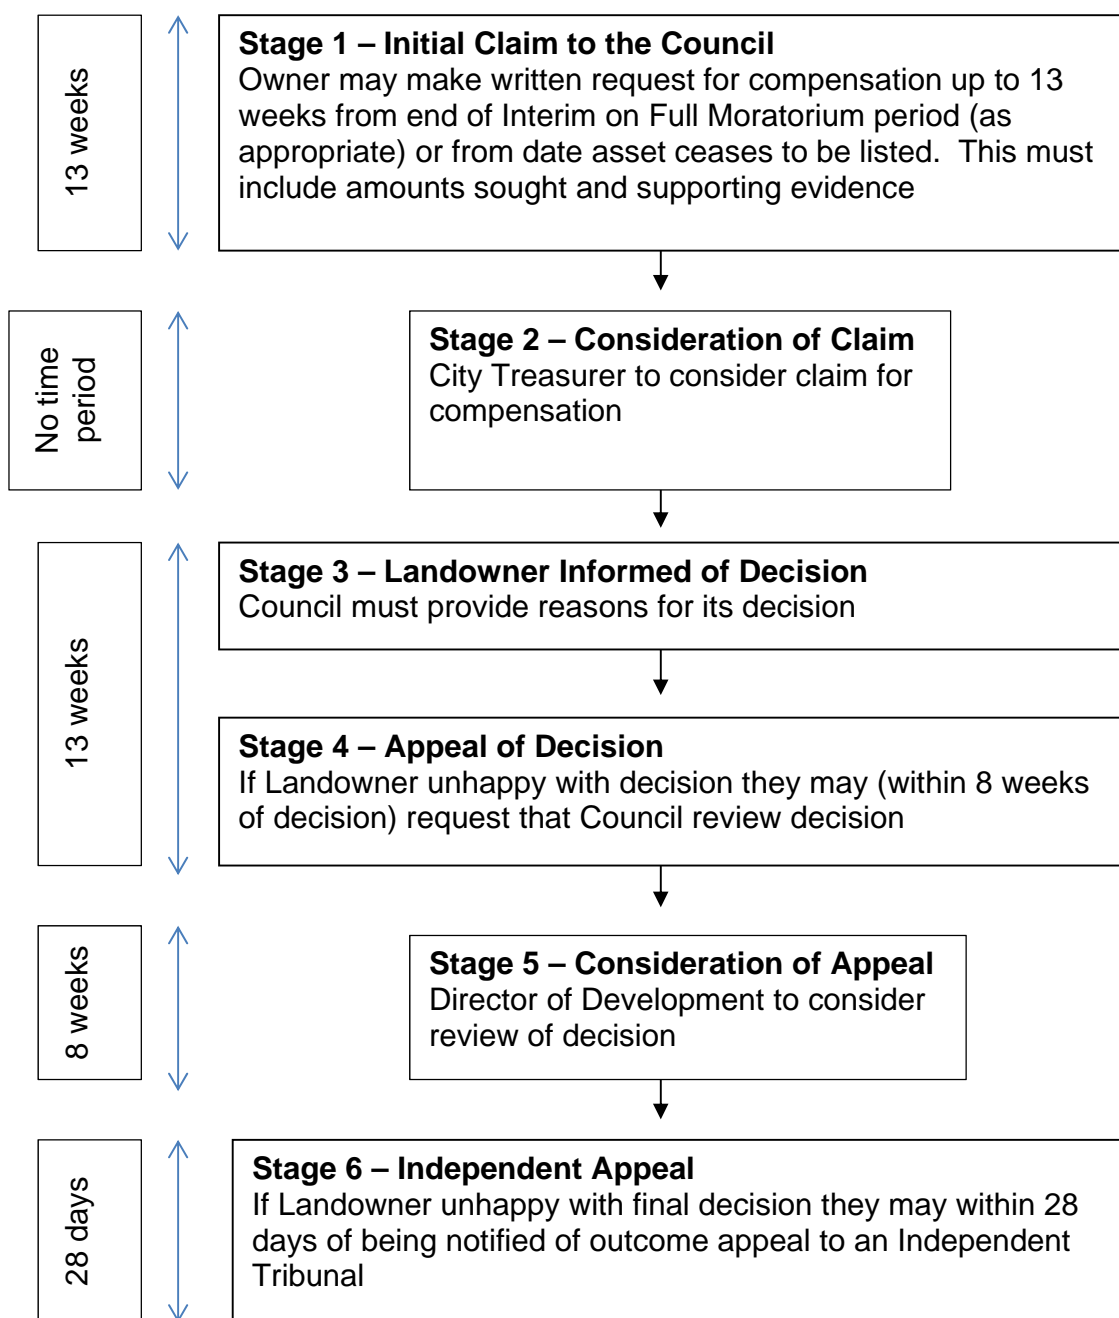 13 weeks
Stage 1 – Initial Claim to the Council
Owner may make written request for compensation up to 13
weeks from end of Interim on Full Moratorium period (as
appropriate) or from date asset ceases to be listed.  This must
include amounts sought and supporting evidence
No time
period
Stage 2 – Consideration of Claim
City Treasurer to consider claim for
compensation
13 weeks
Stage 3 – Landowner Informed of Decision
Council must provide reasons for its decision
Stage 4 – Appeal of Decision
If Landowner unhappy with decision they may (within 8 weeks
of decision) request that Council review decision
8 weeks
Stage 5 – Consideration of Appeal
Director of Development to consider
review of decision
28 days
Stage 6 – Independent Appeal
If Landowner unhappy with final decision they may within 28
days of being notified of outcome appeal to an Independent
Tribunal